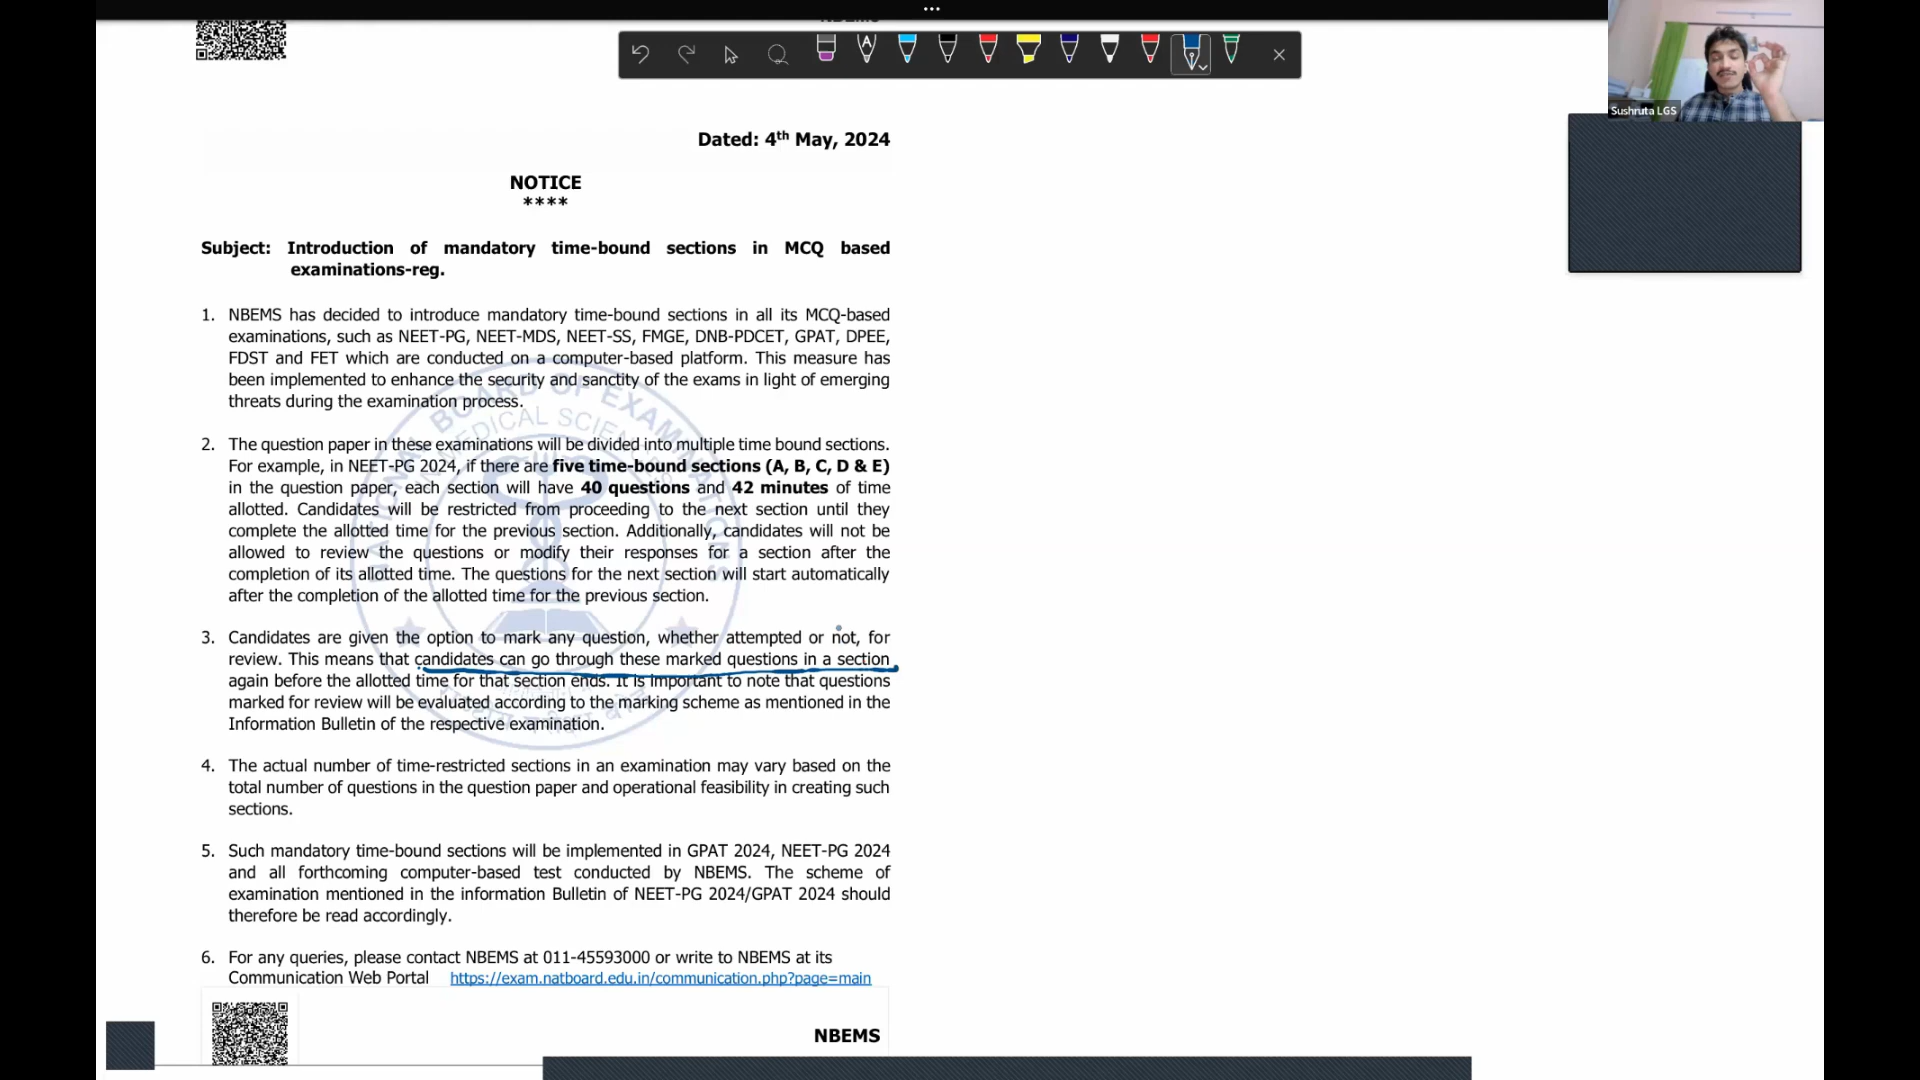 Sushruta LGS
Dated: 4th May, 2024
NOTICE
****
Subject: Introduction of mandatory time-bound sections in MCQ based
examinations-reg.
1. NBEMS has decided to introduce mandatory time-bound sections in all its MCQ-based
examinations, such as NEET-PG, NEET-MDS, NEET-SS, FMGE, DNB-PDCET, GPAT, DPEE,
FDST and FET which are conducted on a computer-based platform. This measure has
been implemented to enhance the security and sanctity of the exams in light of emerging
threats during the examination process.
2. The question paper in these examinations will be divided into multiple time bound sections.
For example, in NEET-PG 2024, if there are five time-bound sections (A, B, C, D & E)
in the question paper, each section will have 40 questions and 42 minutes of time
allotted. Candidates will be restricted from proceeding to the next section until they
complete the allotted time for the previous section. Additionally, candidates will not be
allowed to review the questions or modify their responses for a section after the
completion of its allotted time. The questions for the next section will start automatically
after the completion of the allotted time for the previous section.
3. Candidates are given the option to mark any question, whether attempted or not, for
review. This means that candidates can go through these marked questions in a section
again before the allotted time for that section ends. It is important to note that questions
marked for review will be evaluated according to the marking scheme as mentioned in the
Information Bulletin of the respective examination.
4. The actual number of time-restricted sections in an examination may vary based on the
total number of questions in the question paper and operational feasibility in creating such
sections.
5. Such mandatory time-bound sections will be implemented in GPAT 2024, NEET-PG 2024
and all forthcoming computer-based test conducted by NBEMS. The scheme of
examination mentioned in the information Bulletin of NEET-PG 2024/GPAT 2024 should
therefore be read accordingly.
6. For any queries, please contact NBEMS at 011-45593000 or write to NBEMS at its
Communication Web Portal https://exam.natboard.edu.in/communication.php?page=main
NBEMS
NATIONAL BOARD OF EXAMINATIONS
IN MEDICAL SCIENCES